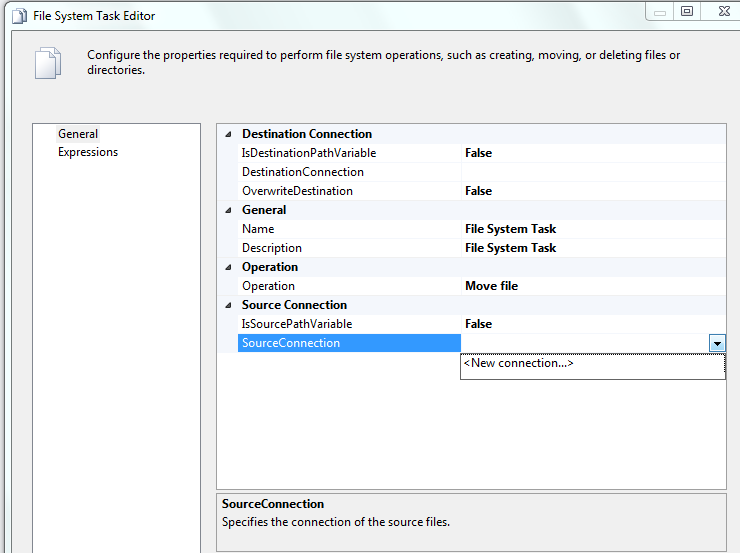 File System Task Editor
Configure the properties required to perform file system operations, such as creating, moving, or deleting files or
directories.
General
Expressions
Destination Connection
IsDestinationPathVariable False
DestinationConnection
OverwriteDestination False
General
Name File System Task
Description File System Task
Operation
Operation Move file
Source Connection
IsSourcePathVariable False
SourceConnection
<New connection...>
SourceConnection
Specifies the connection of the source files.